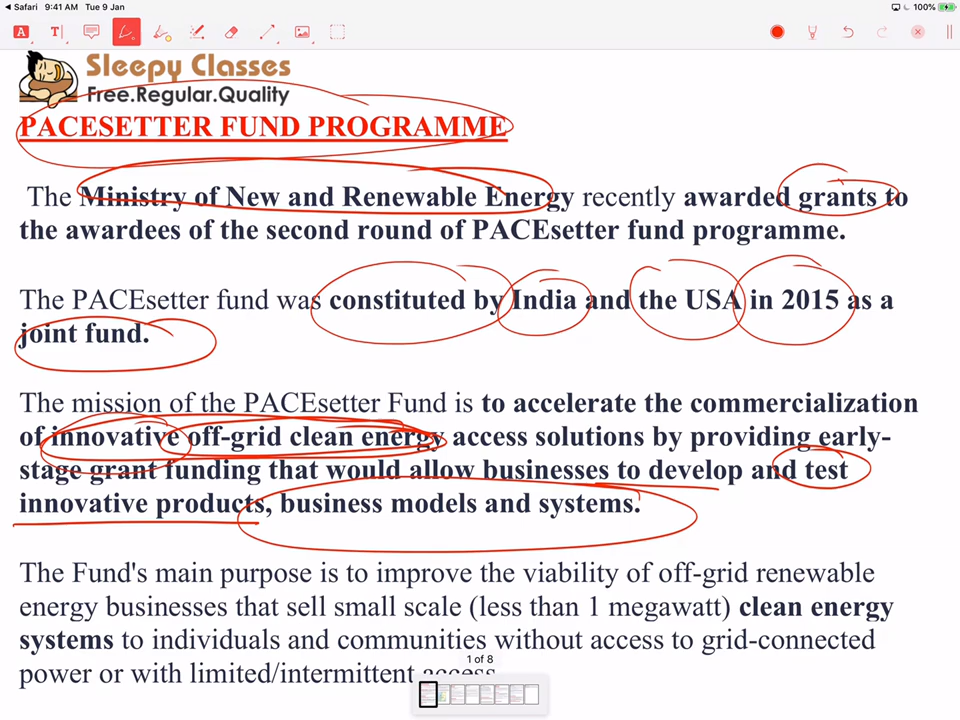 Safari 9:41 AM Tue 9 Jan 100%
A T
Sleepy Classes
Free.Regular.Quality
PACESETTER FUND PROGRAMME
The Ministry of New and Renewable Energy recently awarded grants to
the awardees of the second round of PACEsetter fund programme.
The PACEsetter fund was constituted by India and the USA in 2015 as a
joint fund.
The mission of the PACEsetter Fund is to accelerate the commercialization
of innovative off-grid clean energy access solutions by providing early-
stage grant funding that would allow businesses to develop and test
innovative products, business models and systems.
The Fund's main purpose is to improve the viability of off-grid renewable
energy businesses that sell small scale (less than 1 megawatt) clean energy
systems to individuals and communities without access to grid-connected
power or with limited/intermittent access.
1 of 8